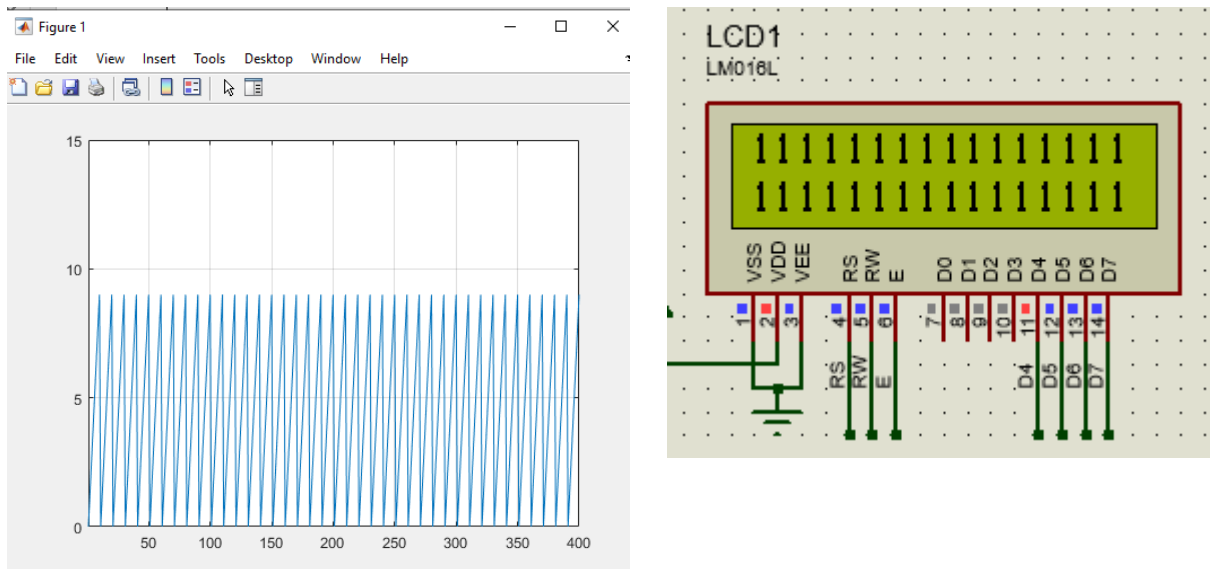 Figure 1
File Edit View Insert Tools Desktop Window Help
15
10
5
0
50 100 150 200 250 300 350 400
LCD1
LM016L
1111111111111111
1111111111111111
VSS VDD VEE RS RW E D0 D1 D2 D3 D4 D5 D6 D7
1 2 3 4 5 6 7 8 9 10 11 12 13 14
RS RW E D4 D5 D6 D7